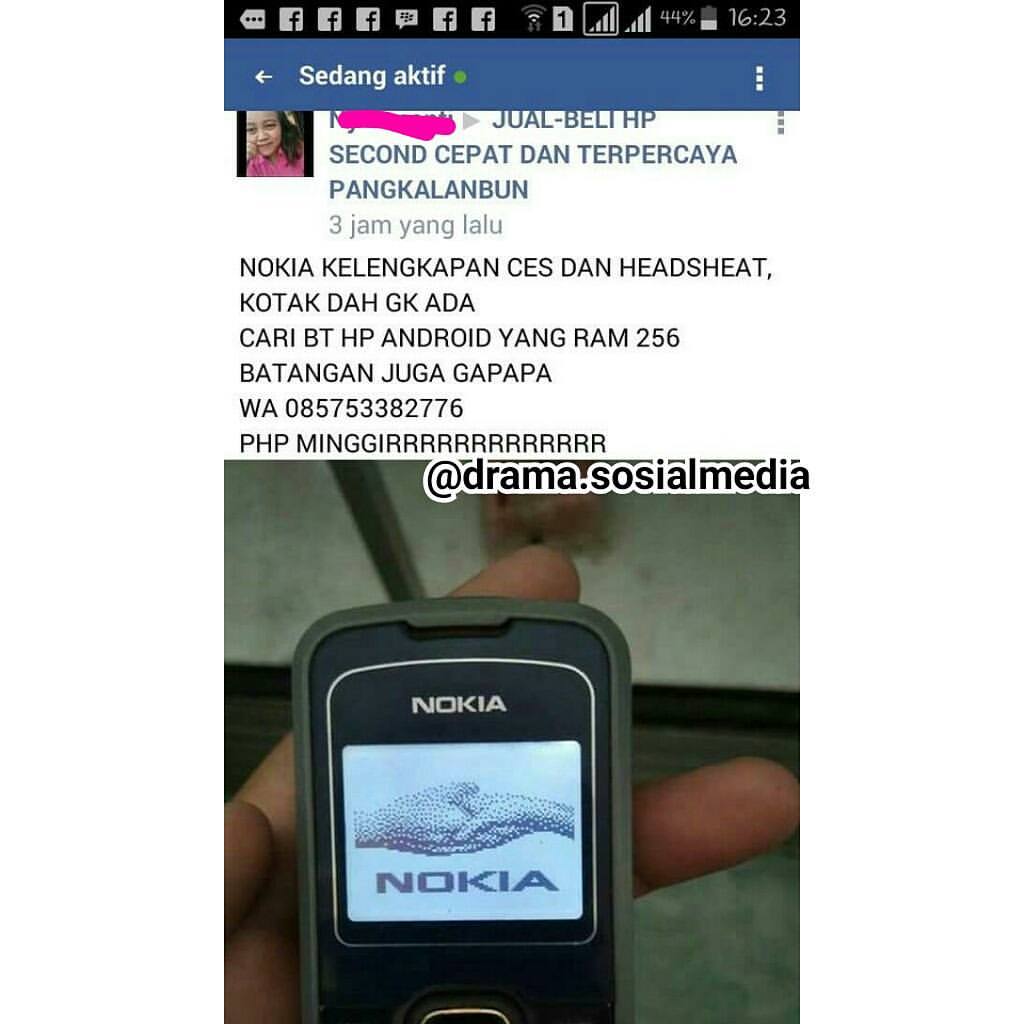 44% 16:23
Sedang aktif
JUAL-BELI HP
SECOND CEPAT DAN TERPERCAYA
PANGKALANBUN
3 jam yang lalu
NOKIA KELENGKAPAN CES DAN HEADSHEAT,
KOTAK DAH GK ADA
CARI BT HP ANDROID YANG RAM 256
BATANGAN JUGA GAPAPA
WA 085753382776
PHP MINGGIRRRRRRRRRRRRR
@drama.sosialmedia
NOKIA
NOKIA